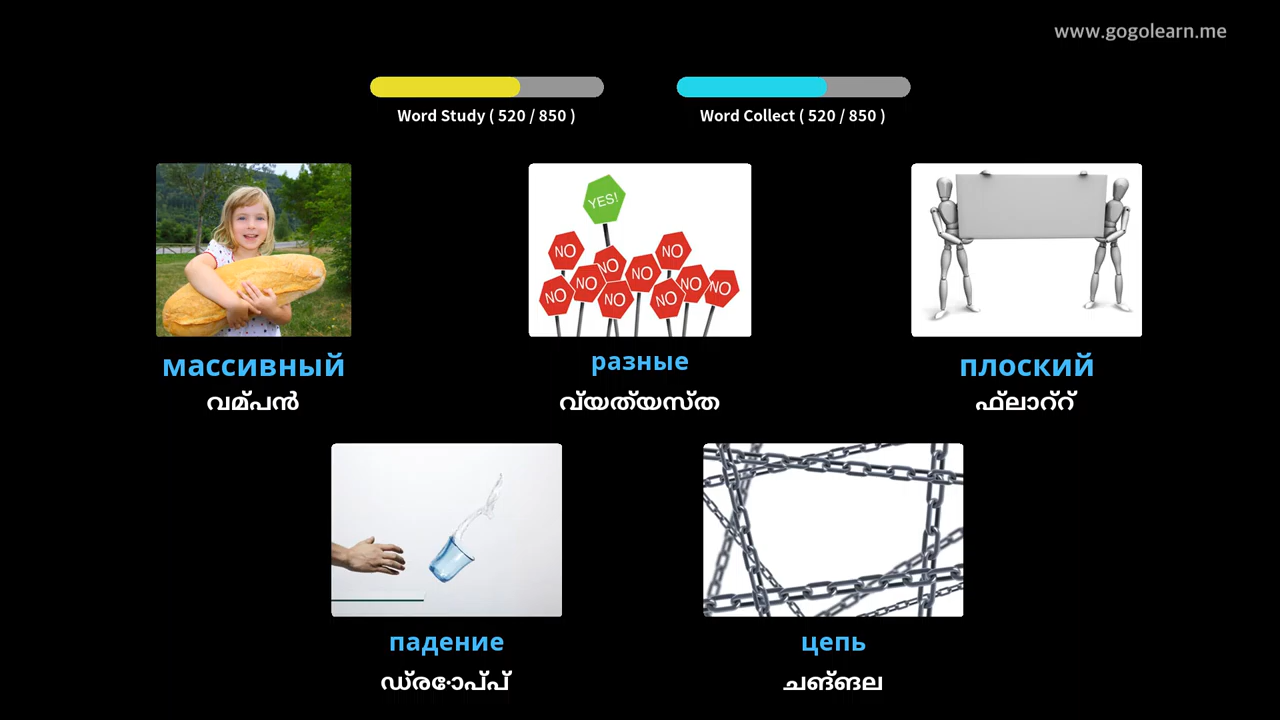 www.gogolearn.me
Word Study ( 520 / 850 )
Word Collect ( 520 / 850 )
YES!
NO
NO
NO
NO
NO
NO
NO
NO
NO
NO
массивный
разные
плоский
വമ്പൻ
വ്യത്യസ്ത
ഫ്ലാറ്റ്
падение
цепь
ഡ്രോപ്പ്
ചങ്ങല